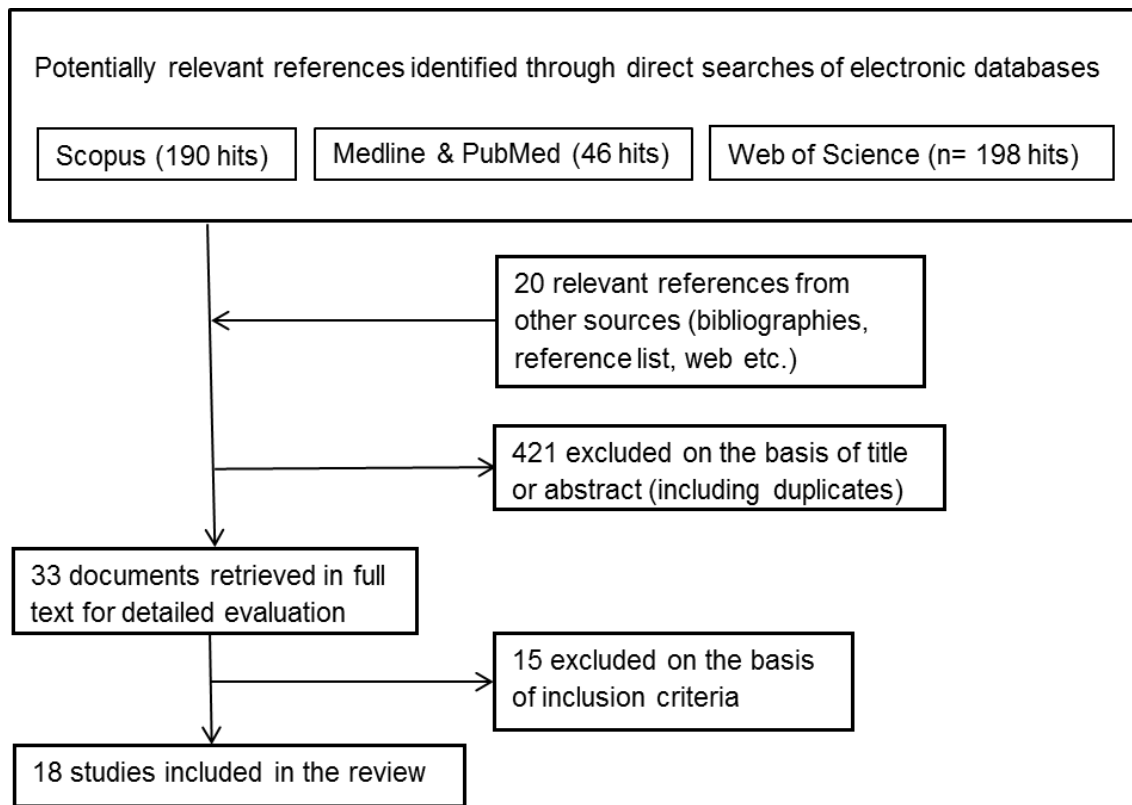 Potentially relevant references identified through direct searches of electronic databases
Scopus (190 hits)
Medline & PubMed (46 hits)
Web of Science (n= 198 hits)
20 relevant references from
other sources (bibliographies,
reference list, web etc.)
421 excluded on the basis of title
or abstract (including duplicates)
33 documents retrieved in full
text for detailed evaluation
15 excluded on the basis
of inclusion criteria
18 studies included in the review